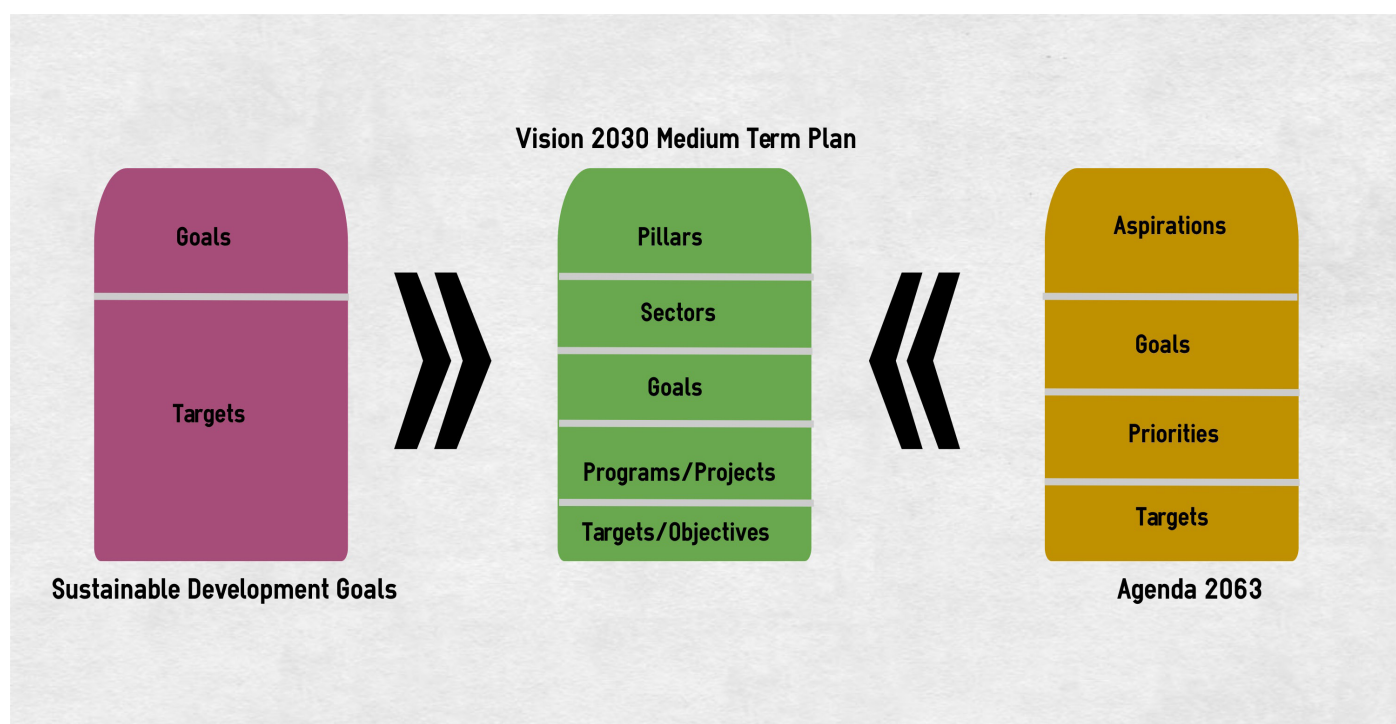 Vision 2030 Medium Term Plan
Goals
Targets
Sustainable Development Goals
Pillars
Sectors
Goals
Programs/Projects
Targets/Objectives
Aspirations
Goals
Priorities
Targets
Agenda 2063